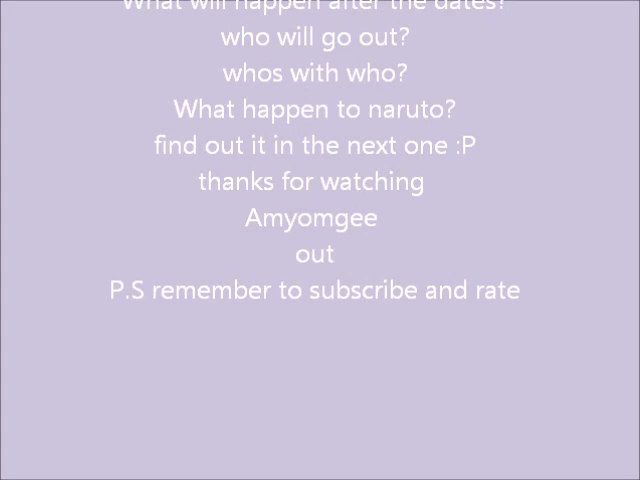 What will happen after the dates?
who will go out?
whos with who?
What happen to naruto?
find out it in the next one :P
thanks for watching
Amyomgee
out
P.S remember to subscribe and rate